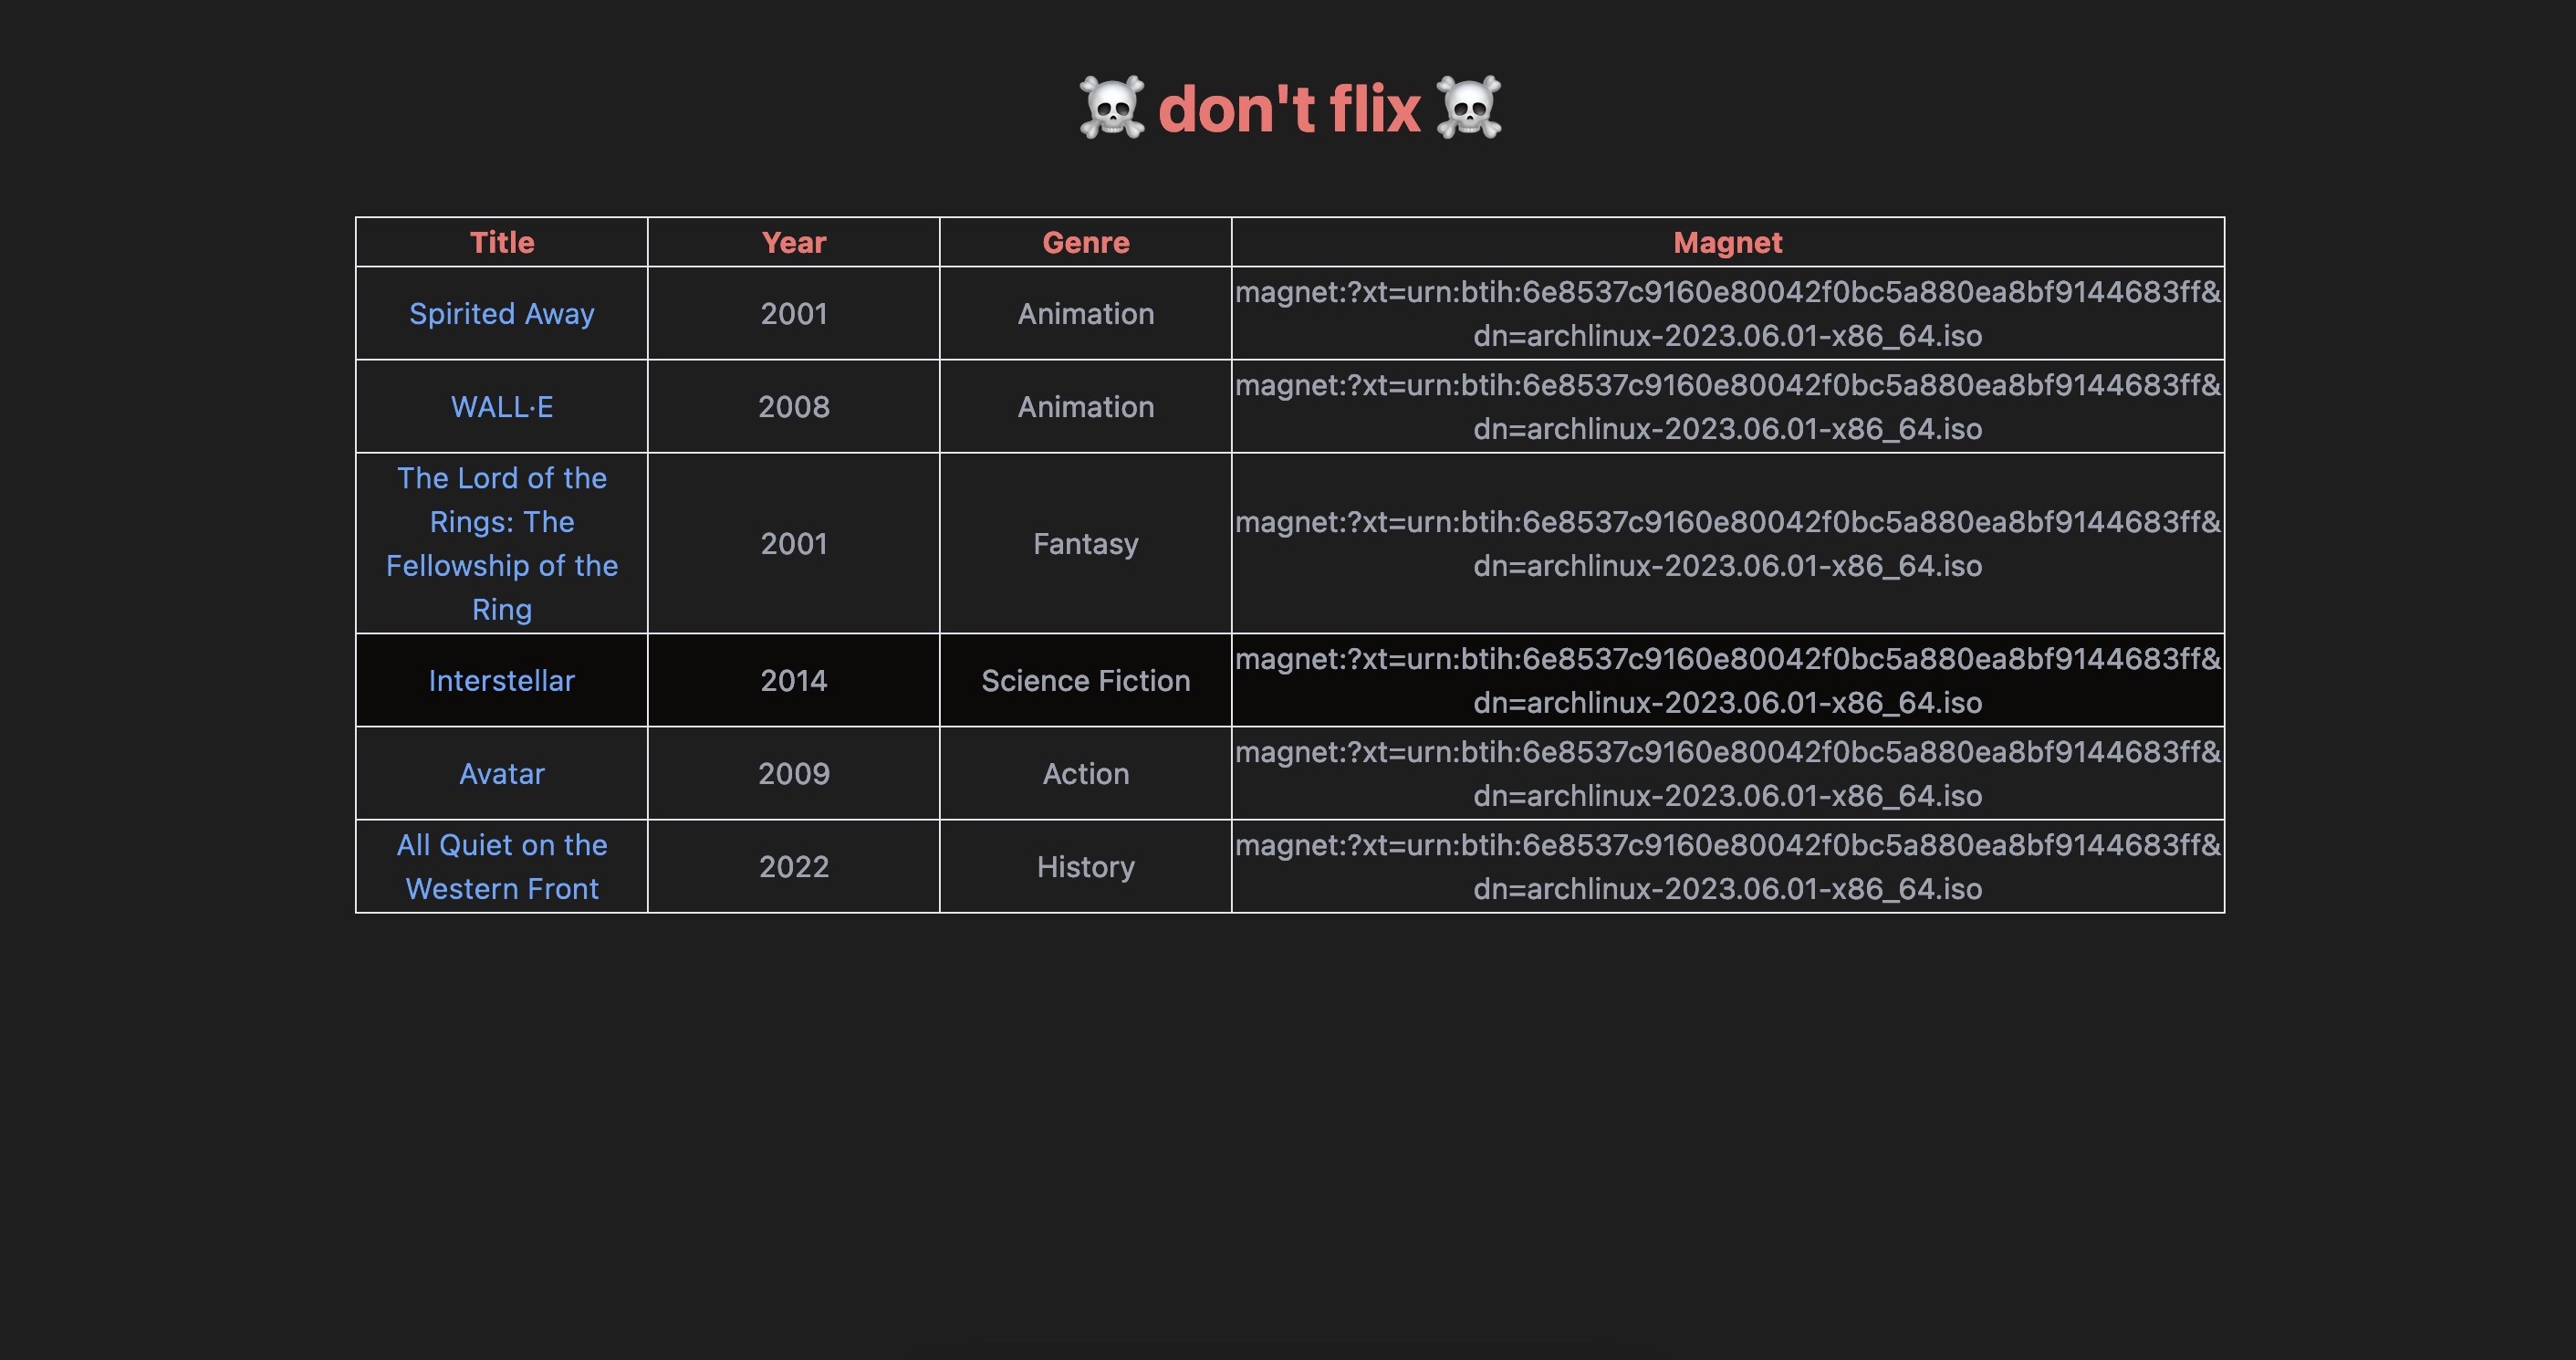 ☠️ don't flix ☠️
Title Year Genre Magnet
Spirited Away 2001 Animation magnet:?xt=urn:btih:6e8537c9160e80042f0bc5a880ea8bf9144683ff&
dn=archlinux-2023.06.01-x86_64.iso
WALL·E 2008 Animation magnet:?xt=urn:btih:6e8537c9160e80042f0bc5a880ea8bf9144683ff&
dn=archlinux-2023.06.01-x86_64.iso
The Lord of the
Rings: The
Fellowship of the
Ring
2001 Fantasy magnet:?xt=urn:btih:6e8537c9160e80042f0bc5a880ea8bf9144683ff&
dn=archlinux-2023.06.01-x86_64.iso
Interstellar 2014 Science Fiction magnet:?xt=urn:btih:6e8537c9160e80042f0bc5a880ea8bf9144683ff&
dn=archlinux-2023.06.01-x86_64.iso
Avatar 2009 Action magnet:?xt=urn:btih:6e8537c9160e80042f0bc5a880ea8bf9144683ff&
dn=archlinux-2023.06.01-x86_64.iso
All Quiet on the
Western Front
2022 History magnet:?xt=urn:btih:6e8537c9160e80042f0bc5a880ea8bf9144683ff&
dn=archlinux-2023.06.01-x86_64.iso